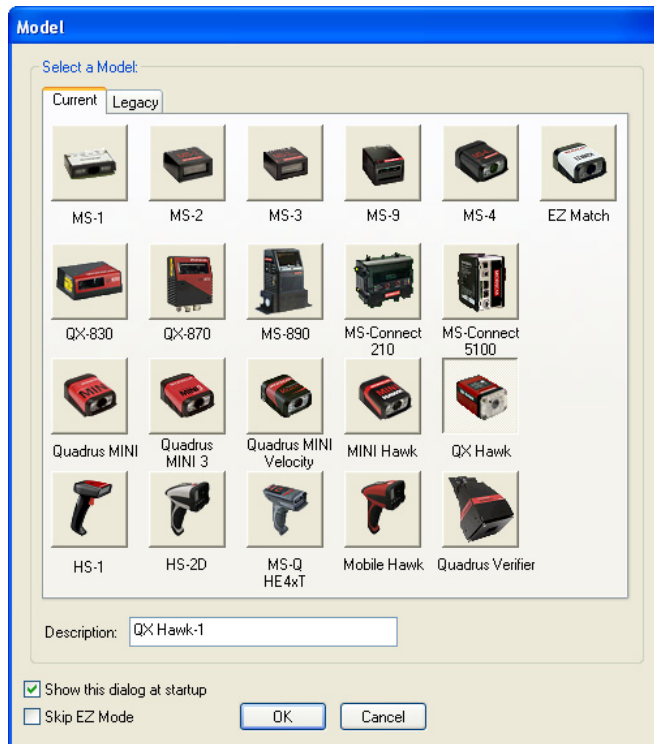 Model
Select a Model:
Current Legacy
MS-1 MS-2 MS-3 MS-9 MS-4 EZ Match
QX-830 QX-870 MS-890 MS-Connect 210 MS-Connect 5100
Quadrus MINI Quadrus MINI 3 Quadrus MINI Velocity MINI Hawk QX Hawk
HS-1 HS-2D MS-Q HE4xT Mobile Hawk Quadrus Verifier
Description: QX Hawk-1
Show this dialog at startup
Skip EZ Mode OK Cancel